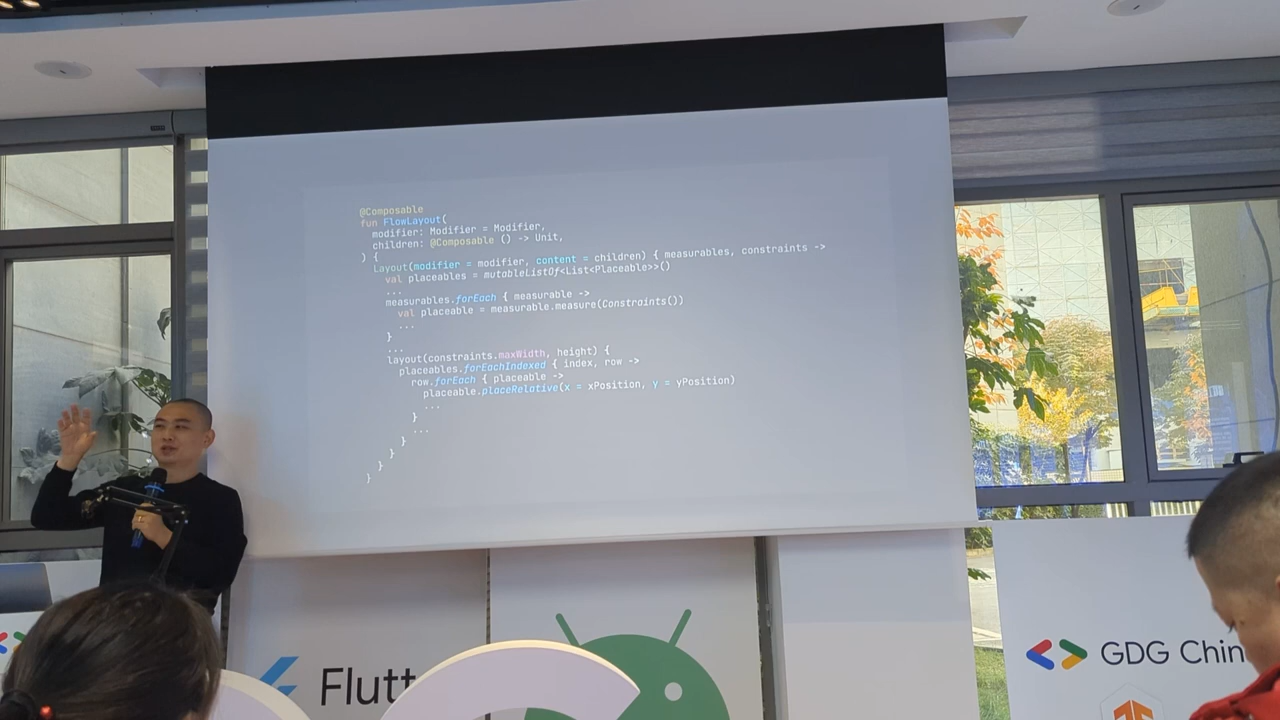 @Composable
fun FlowLayout(
modifier: Modifier = Modifier,
children: @Composable () -> Unit,
) {
Layout(modifier = modifier, content = children) { measurables, constraints ->
val placeables = mutableListOf<List<Placeable>>()
...
measurables.forEach { measurable ->
val placeable = measurable.measure(Constraints())
...
}
...
layout(constraints.maxWidth, height) {
placeables.forEachIndexed { index, row ->
row.forEach { placeable ->
placeable.placeRelative(x = xPosition, y = yPosition)
...
}
...
}
}
}
}
Flutt
GDG Chin